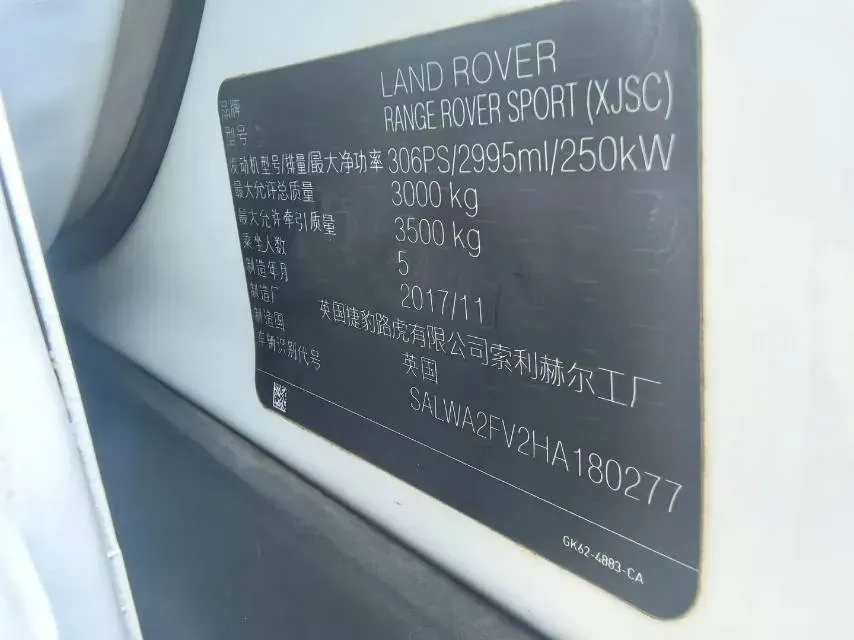 品牌 LAND ROVER
型号 RANGE ROVER SPORT (XJSC)
发动机型号/排量/最大净功率 306PS/2995ml/250kW
最大允许总质量 3000 kg
最大允许牵引质量 3500 kg
乘坐人数 5
制造年月 2017/11
制造厂 英国捷豹路虎有限公司索利赫尔工厂
制造国 英国
车辆识别代号 SALWA2FV2HA180277
GK62-4883-CA